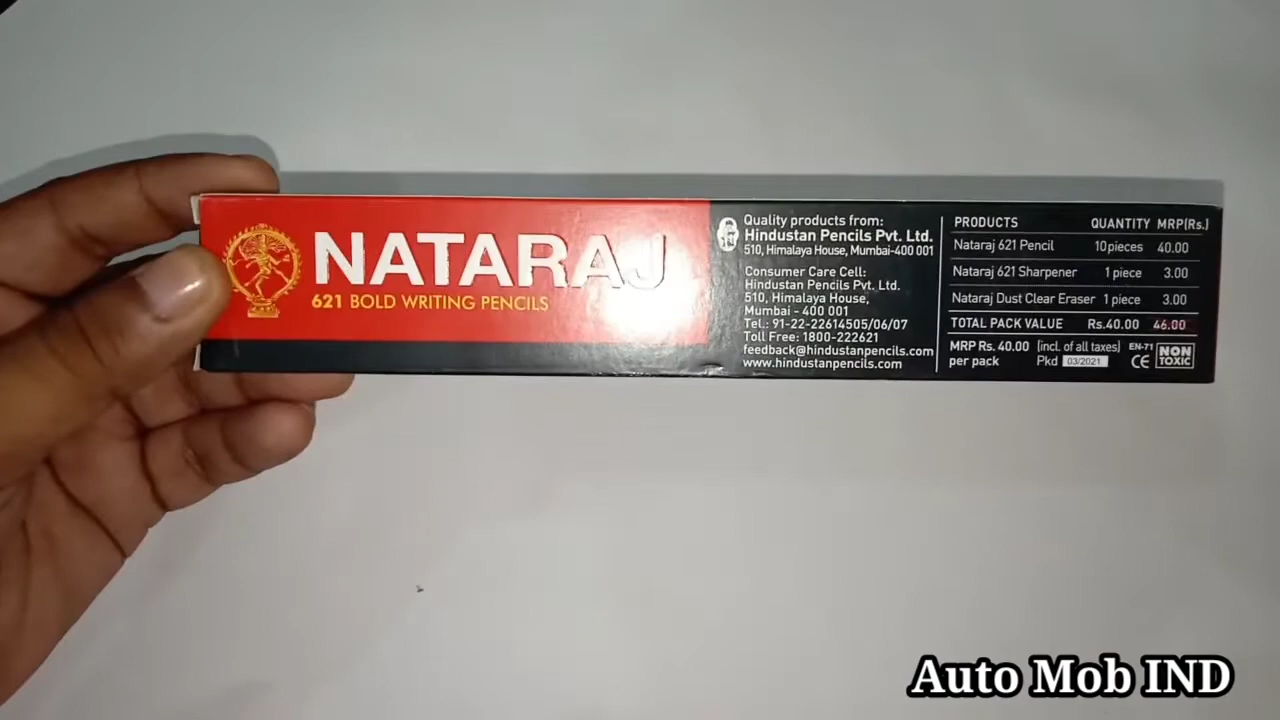 NATARAJ
621 BOLD WRITING PENCILS
Quality products from:
Hindustan Pencils Pvt. Ltd.
510, Himalaya House, Mumbai-400 001
Consumer Care Cell:
Hindustan Pencils Pvt. Ltd.
510, Himalaya House,
Mumbai - 400 001
Tel.: 91-22-22614505/06/07
Toll Free: 1800-222621
feedback@hindustanpencils.com
www.hindustanpencils.com
PRODUCTS QUANTITY MRP(Rs.)
Nataraj 621 Pencil 10 pieces 40.00
Nataraj 621 Sharpener 1 piece 3.00
Nataraj Dust Clear Eraser 1 piece 3.00
TOTAL PACK VALUE Rs.40.00 46.00
MRP Rs. 40.00 (incl. of all taxes)
per pack Pkd 03/2021
EN-71
CE
NON
TOXIC
Auto Mob IND